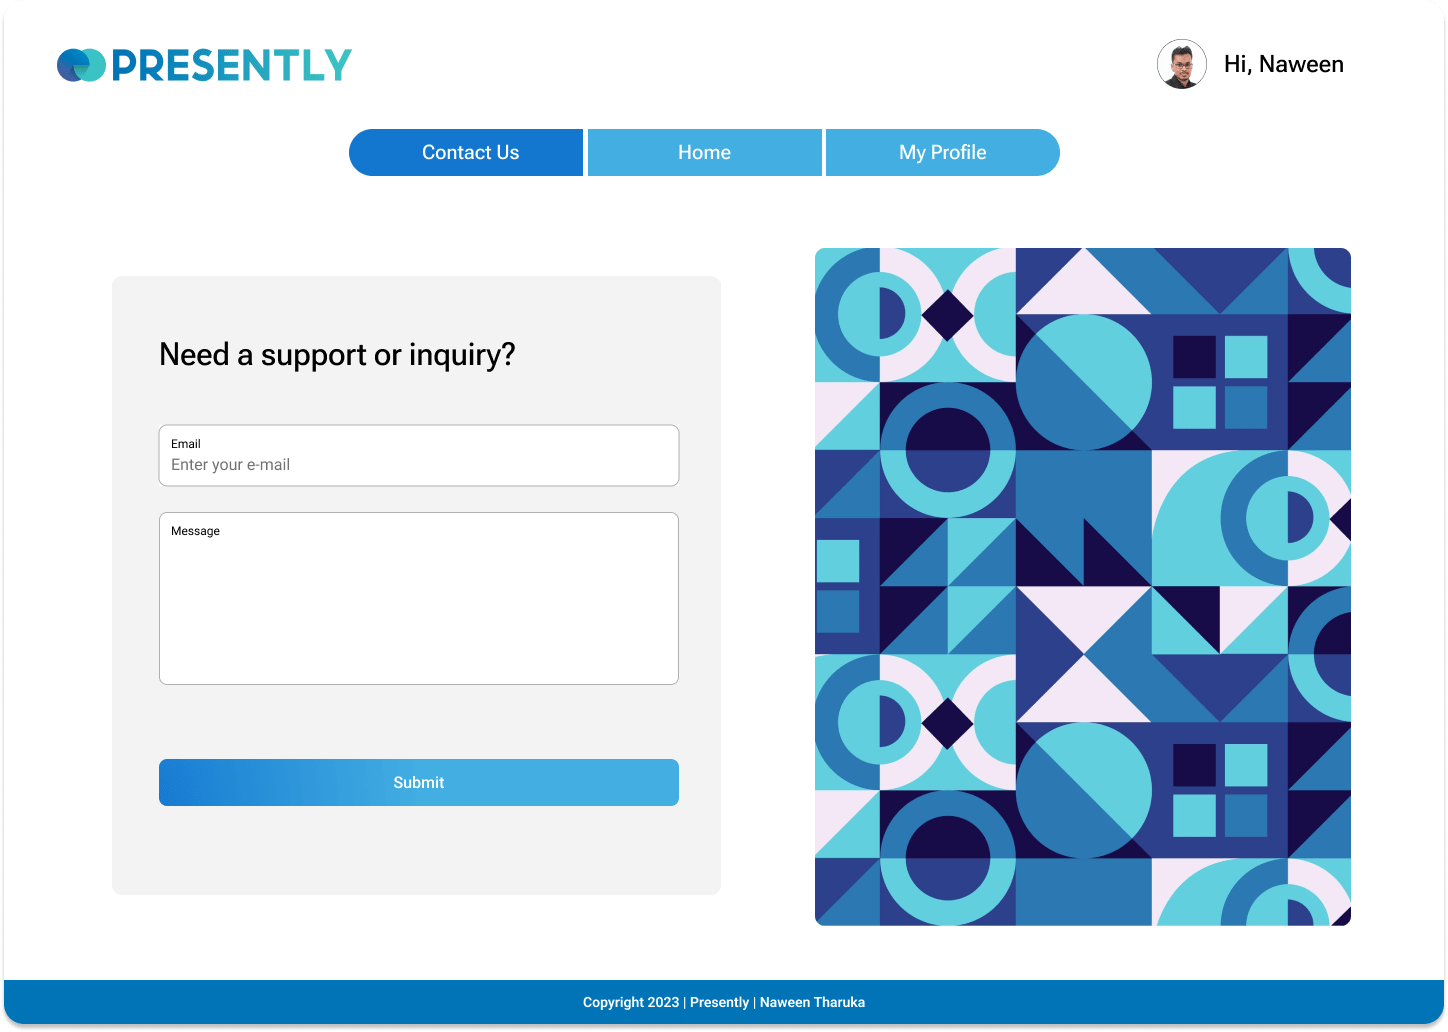 PRESENTLY
Hi, Naween
Contact Us
Home
My Profile
Need a support or inquiry?
Email
Enter your e-mail
Message
Submit
Copyright 2023 | Presently | Naween Tharuka